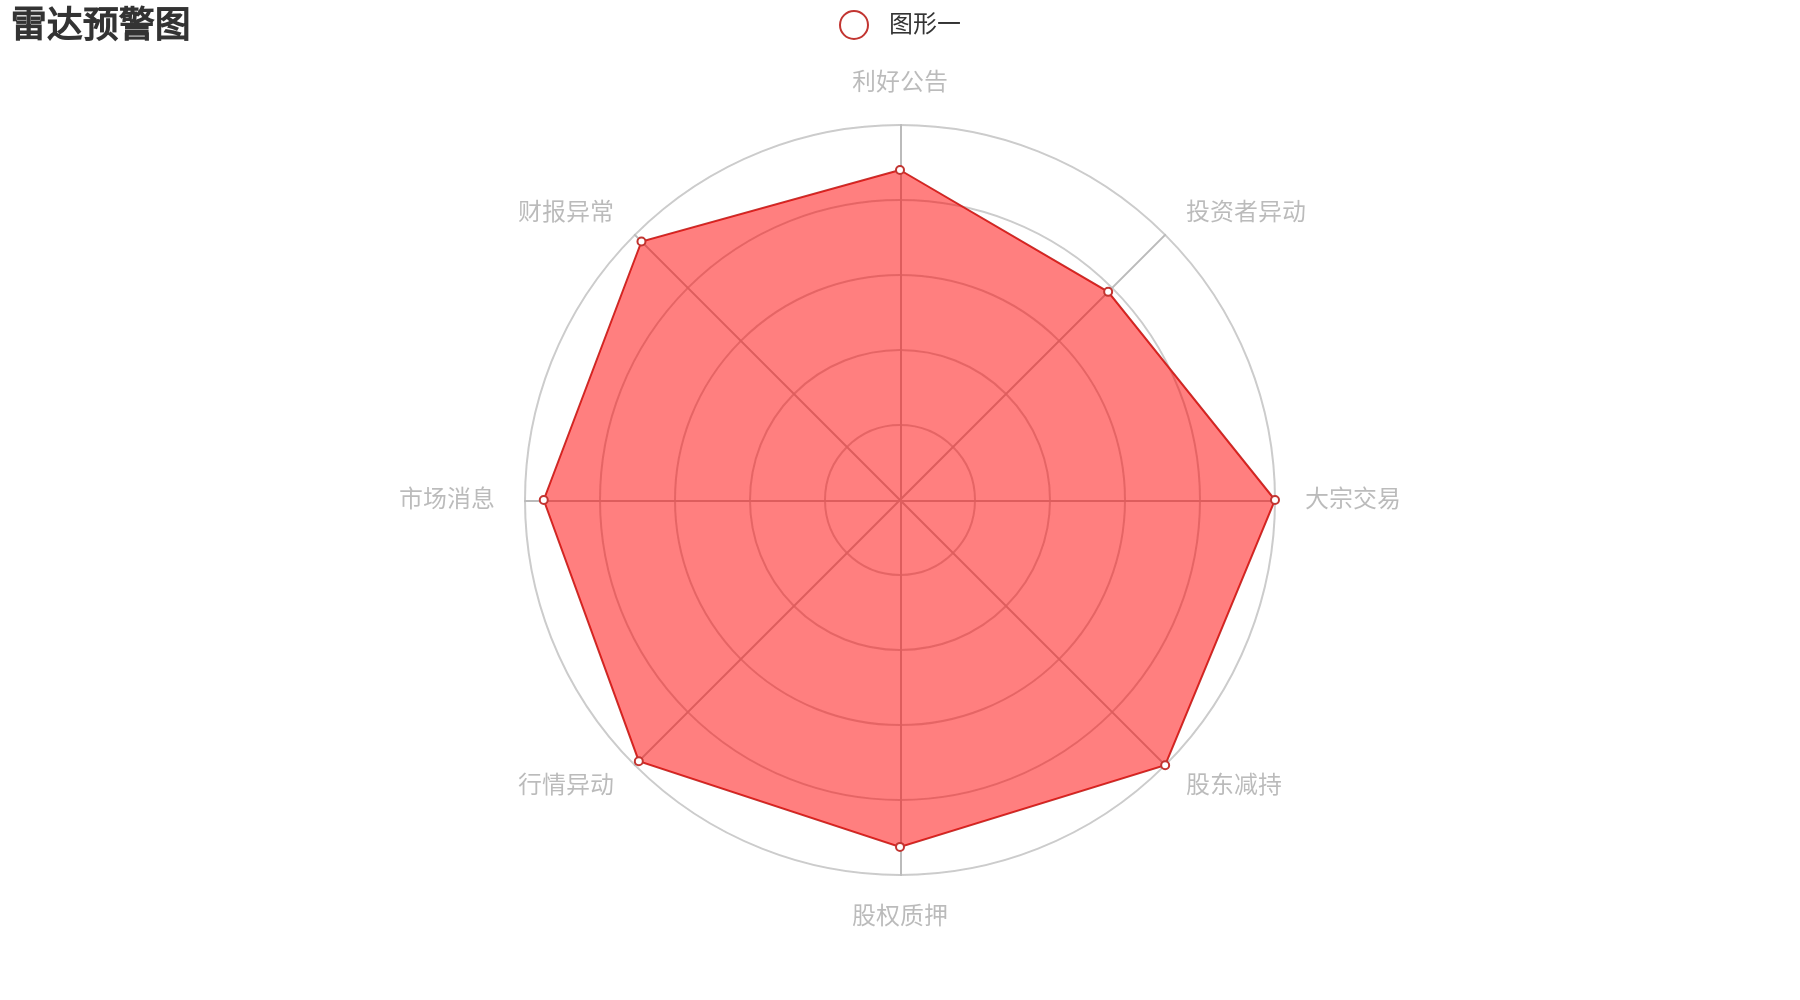 雷达预警图
图形一
利好公告
财报异常
投资者异动
市场消息
大宗交易
行情异动
股东减持
股权质押